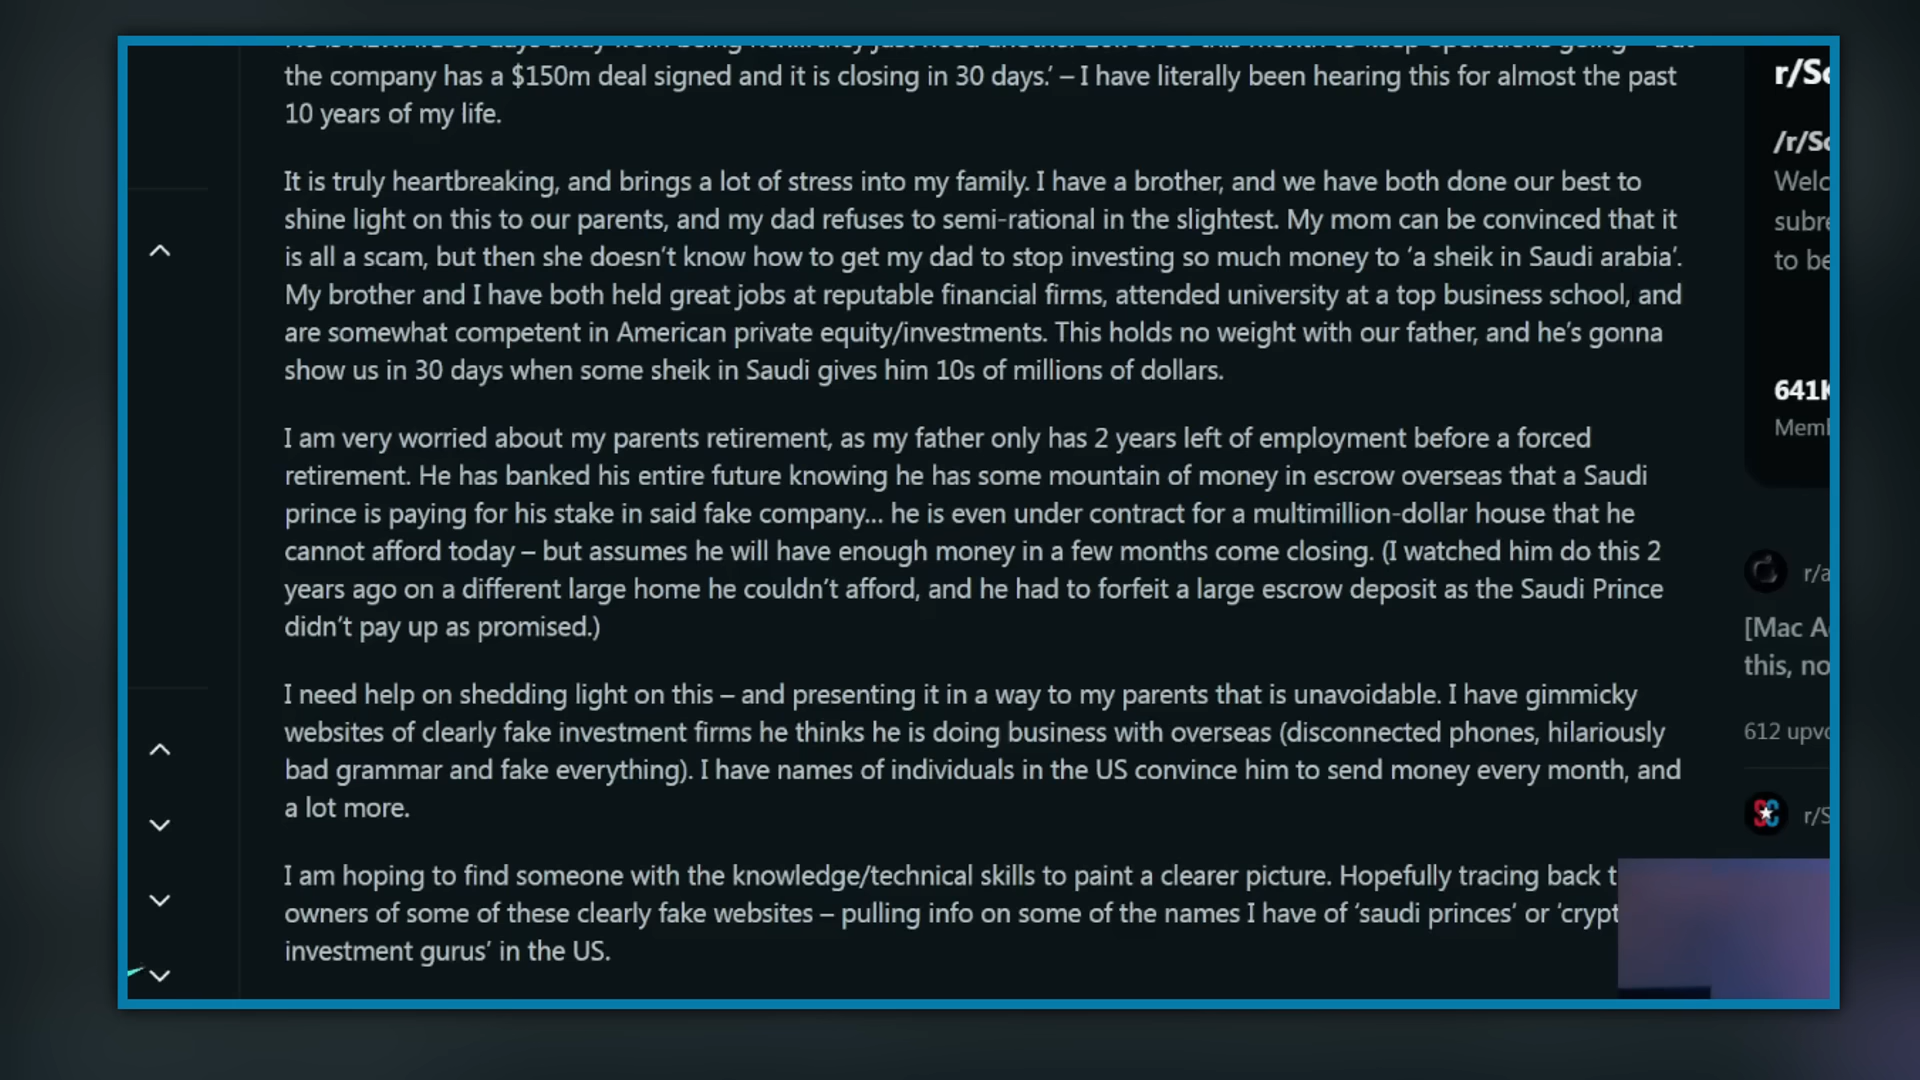 the company has a $150m deal signed and it is closing in 30 days.’ – I have literally been hearing this for almost the past
10 years of my life.
It is truly heartbreaking, and brings a lot of stress into my family. I have a brother, and we have both done our best to
shine light on this to our parents, and my dad refuses to semi-rational in the slightest. My mom can be convinced that it
is all a scam, but then she doesn’t know how to get my dad to stop investing so much money to ‘a sheik in Saudi arabia’.
My brother and I have both held great jobs at reputable financial firms, attended university at a top business school, and
are somewhat competent in American private equity/investments. This holds no weight with our father, and he’s gonna
show us in 30 days when some sheik in Saudi gives him 10s of millions of dollars.
I am very worried about my parents retirement, as my father only has 2 years left of employment before a forced
retirement. He has banked his entire future knowing he has some mountain of money in escrow overseas that a Saudi
prince is paying for his stake in said fake company... he is even under contract for a multimillion-dollar house that he
cannot afford today – but assumes he will have enough money in a few months come closing. (I watched him do this 2
years ago on a different large home he couldn’t afford, and he had to forfeit a large escrow deposit as the Saudi Prince
didn’t pay up as promised.)
I need help on shedding light on this – and presenting it in a way to my parents that is unavoidable. I have gimmicky
websites of clearly fake investment firms he thinks he is doing business with overseas (disconnected phones, hilariously
bad grammar and fake everything). I have names of individuals in the US convince him to send money every month, and
a lot more.
I am hoping to find someone with the knowledge/technical skills to paint a clearer picture. Hopefully tracing back t
owners of some of these clearly fake websites – pulling info on some of the names I have of ‘saudi princes’ or ‘crypt
investment gurus’ in the US.
r/Sc
/r/Sc
Welc
subre
to be
641K
Memb
r/a
[Mac A
this, no
612 upvo
r/S